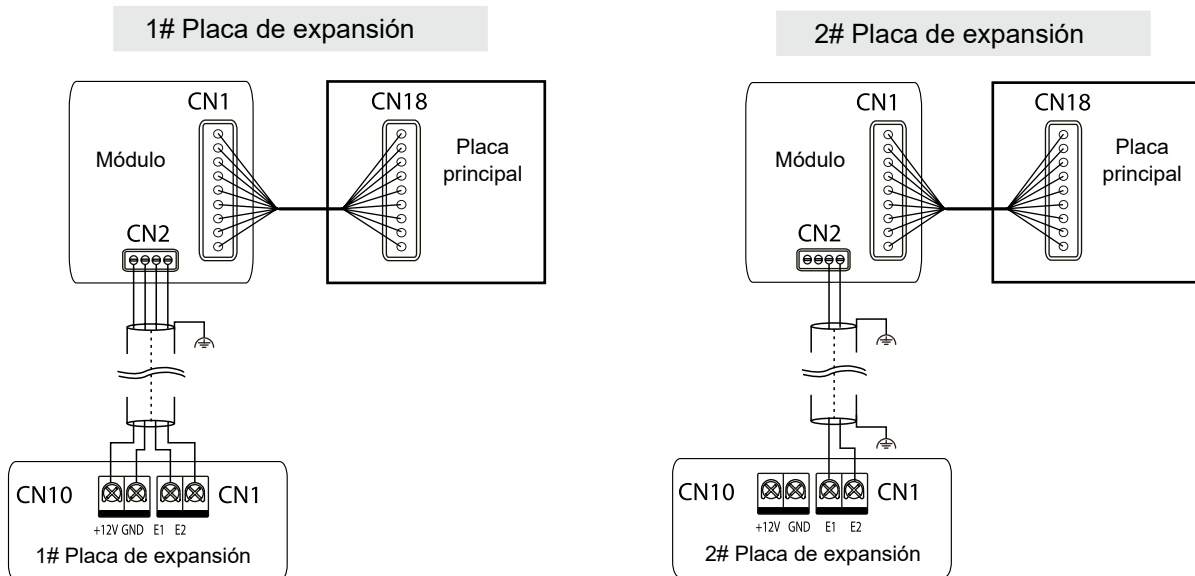 1# Placa de expansión
CN1
CN18
Módulo
Placa
principal
CN2
CN10
CN1
+12V GND E1 E2
1# Placa de expansión
2# Placa de expansión
CN1
CN18
Módulo
Placa
principal
CN2
CN10
CN1
+12V GND E1 E2
2# Placa de expansión